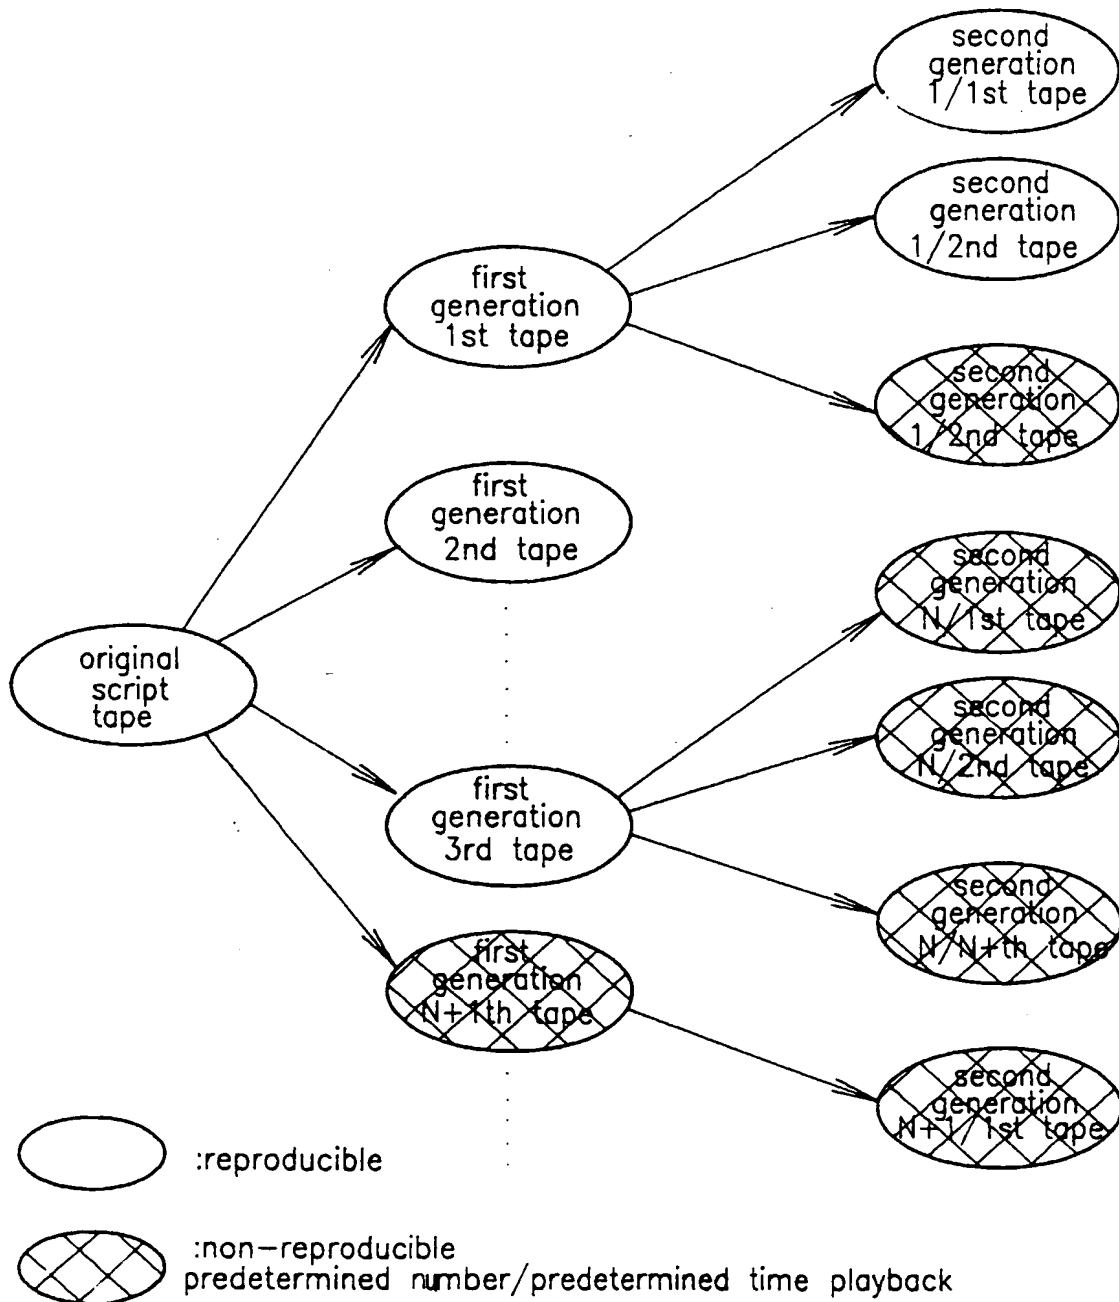 second
generation
1/1st tape
second
generation
1/2nd tape
first
generation
1st tape
second
generation
1/2nd tape
first
generation
2nd tape
second
generation
N/1st tape
original
script
tape
second
generation
N/2nd tape
first
generation
3rd tape
second
generation
N/N+th tape
first
generation
N+1th tape
second
generation
N+1/1st tape
:reproducible
:non-reproducible
predetermined number/predetermined time playback